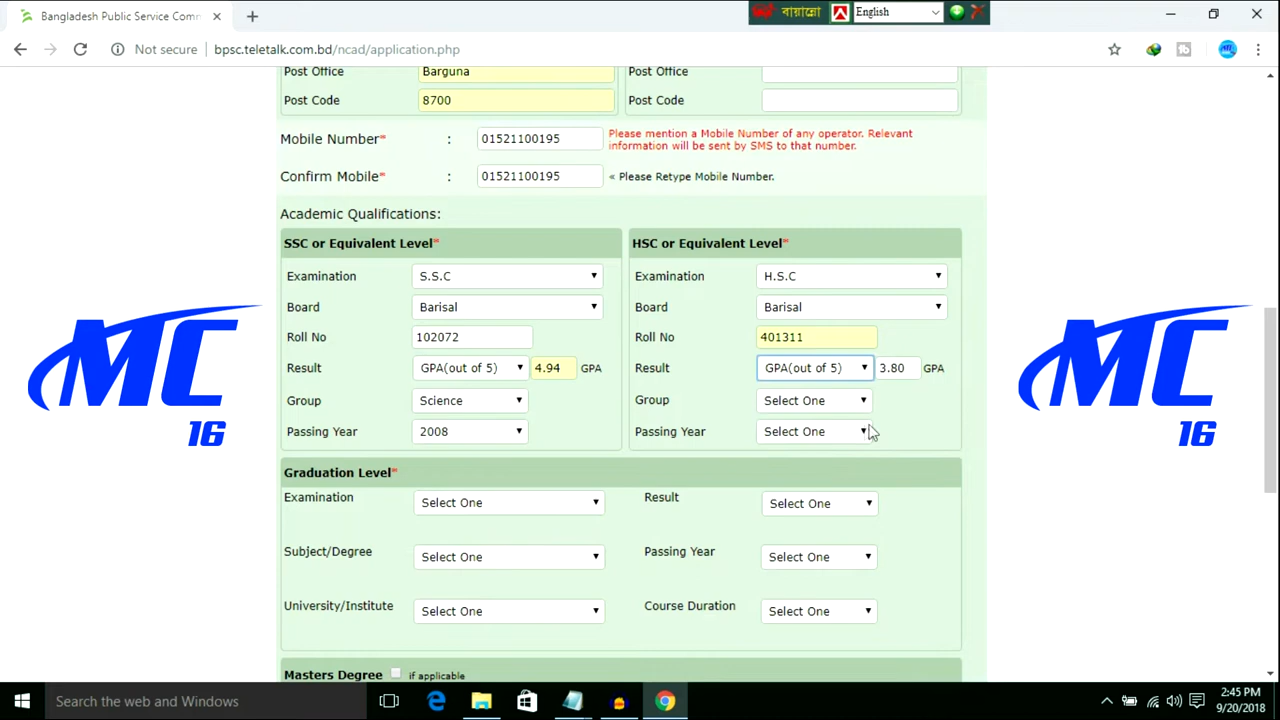 Bangladesh Public Service Comm
বায়ান্নো
English
Not secure
bpsc.teletalk.com.bd/ncad/application.php
Post Office Barguna Post Office
Post Code 8700 Post Code
Mobile Number* : 01521100195 Please mention a Mobile Number of any operator. Relevant
information will be sent by SMS to that number.
Confirm Mobile* : 01521100195 « Please Retype Mobile Number.
Academic Qualifications:
SSC or Equivalent Level* HSC or Equivalent Level*
Examination S.S.C Examination H.S.C
Board Barisal Board Barisal
Roll No 102072 Roll No 401311
Result GPA(out of 5) 4.94 GPA Result GPA(out of 5) 3.80 GPA
Group Science Group Select One
Passing Year 2008 Passing Year Select One
Graduation Level*
Examination Select One Result Select One
Subject/Degree Select One Passing Year Select One
University/Institute Select One Course Duration Select One
Masters Degree if applicable
MC
16
MC
16
Search the web and Windows
2:45 PM
9/20/2018